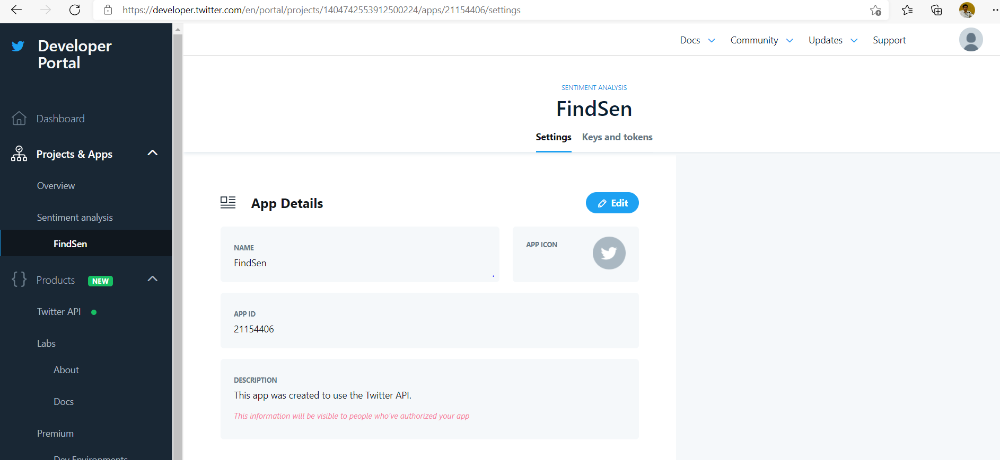 https://developer.twitter.com/en/portal/projects/1404742553912500224/apps/21154406/settings
Developer
Portal
Docs Community Updates Support
Dashboard
Projects & Apps
Overview
Sentiment analysis
FindSen
Products NEW
Twitter API
Labs
About
Docs
Premium
Dev Environments
SENTIMENT ANALYSIS
FindSen
Settings Keys and tokens
App Details
Edit
NAME
FindSen
APP ICON
APP ID
21154406
DESCRIPTION
This app was created to use the Twitter API.
This information will be visible to people who've authorized your app